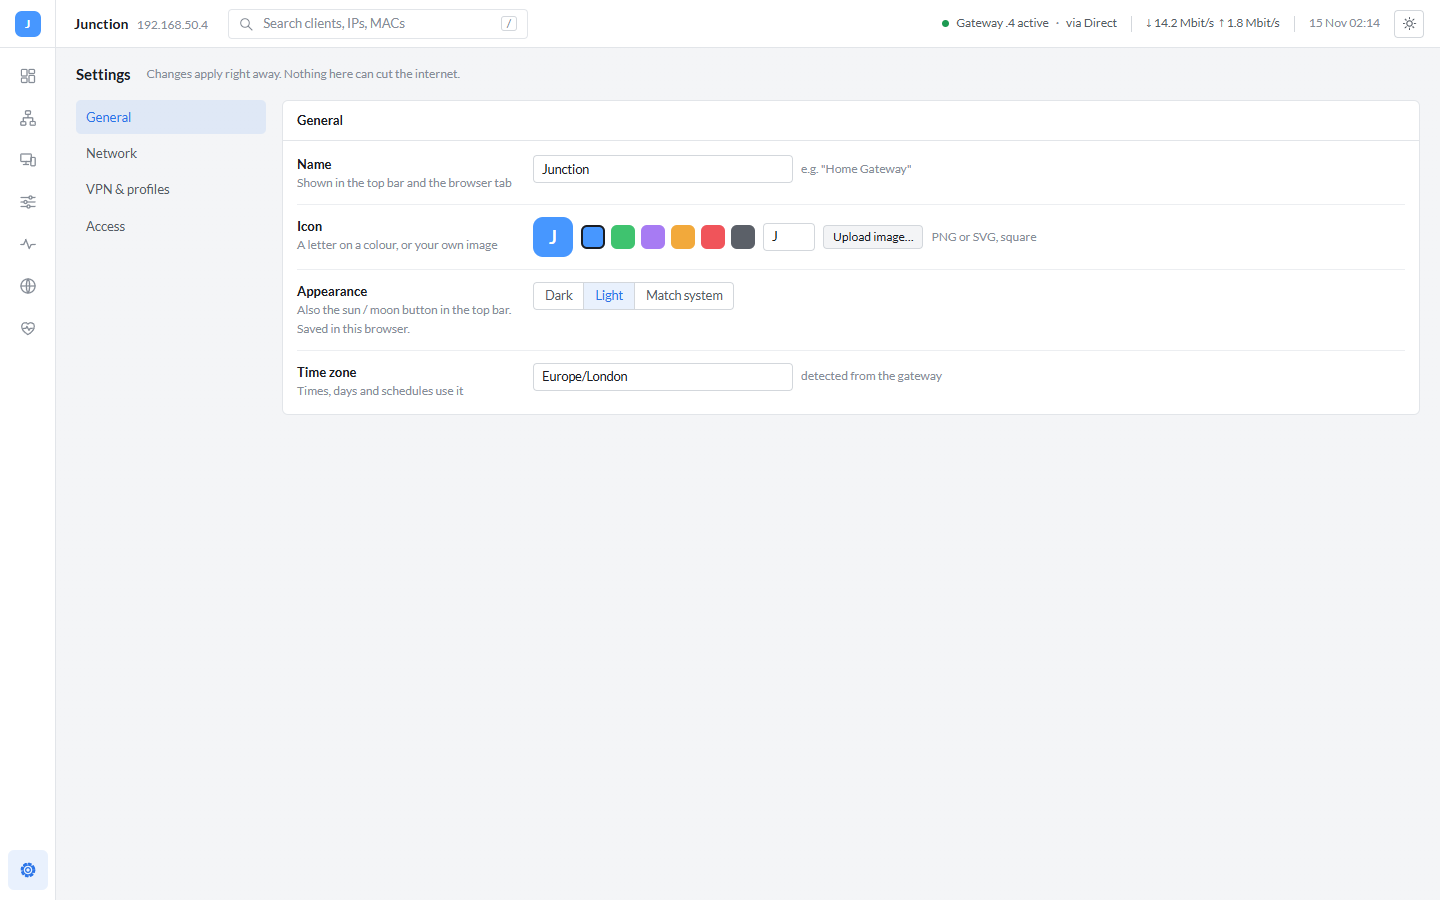 J
Junction 192.168.50.4
Search clients, IPs, MACs /
Gateway .4 active · via Direct
↓ 14.2 Mbit/s ↑ 1.8 Mbit/s
15 Nov 02:14
Settings
Changes apply right away. Nothing here can cut the internet.
General
Network
VPN & profiles
Access
General
Name
Shown in the top bar and the browser tab
Junction
e.g. "Home Gateway"
Icon
A letter on a colour, or your own image
J
J
Upload image...
PNG or SVG, square
Appearance
Also the sun / moon button in the top bar.
Saved in this browser.
Dark
Light
Match system
Time zone
Times, days and schedules use it
Europe/London
detected from the gateway